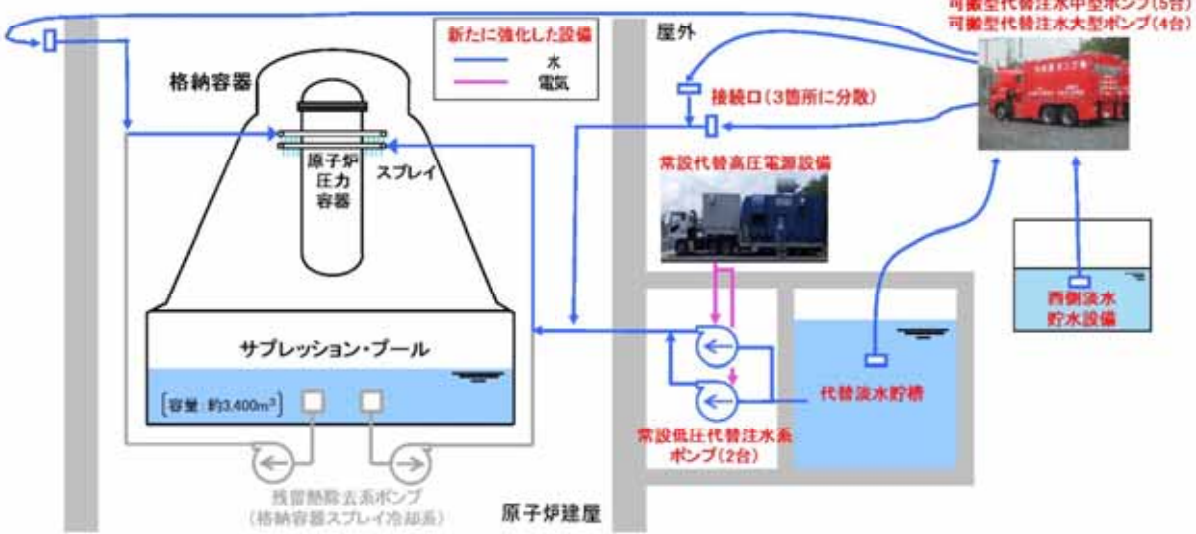 可搬型代替注水中型ポンプ(5台)
可搬型代替注水大型ポンプ(4台)
新たに強化した設備
水
電気
屋外
格納容器
接続口(3箇所に分散)
原子炉
圧力
容器
スプレイ
常設代替高圧電源設備
西側淡水
貯水設備
サプレッション・プール
[容量:約3,400m³]
代替淡水貯槽
常設低圧代替注水系
ポンプ(2台)
残留熱除去系ポンプ
(格納容器スプレイ冷却系)
原子炉建屋